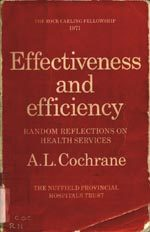 THE ROCK CARLING FELLOWSHIP
1971
Effectiveness
and
efficiency
RANDOM REFLECTIONS ON
HEALTH SERVICES
A.L. Cochrane
THE NUFFIELD PROVINCIAL
HOSPITALS TRUST